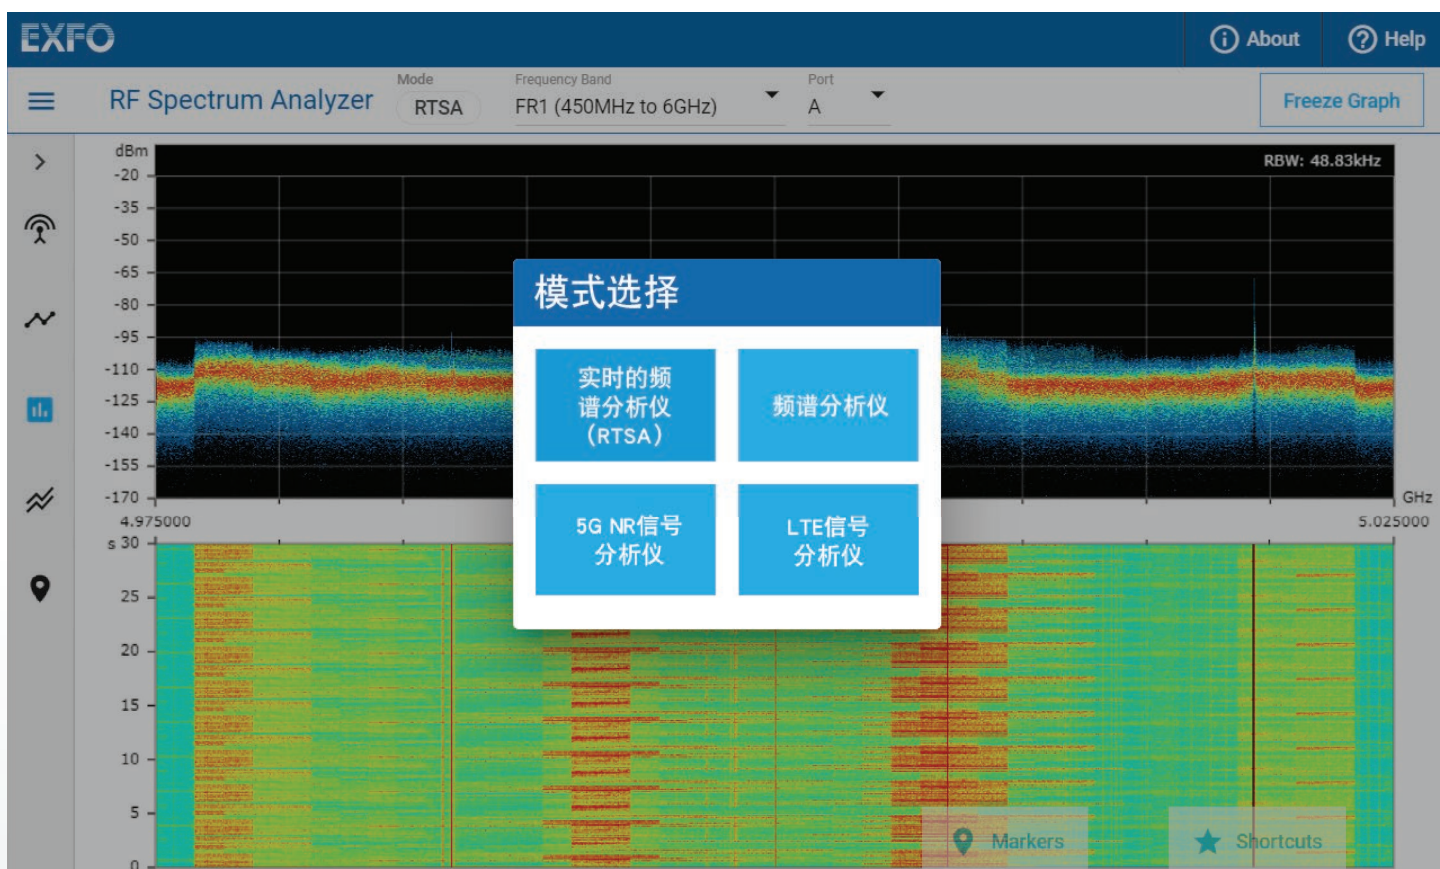 EXFO
About
Help
RF Spectrum Analyzer
Mode
RTSA
Frequency Band
FR1 (450MHz to 6GHz)
Port
A
Freeze Graph
dBm
RBW: 48.83kHz
-20
-35
-50
-65
-80
-95
-110
-125
-140
-155
-170
GHz
4.975000
5.025000
模式选择
实时的频
谱分析仪
(RTSA)
频谱分析仪
5G NR信号
分析仪
LTE信号
分析仪
s 30
25
20
15
10
5
0
Markers
Shortcuts